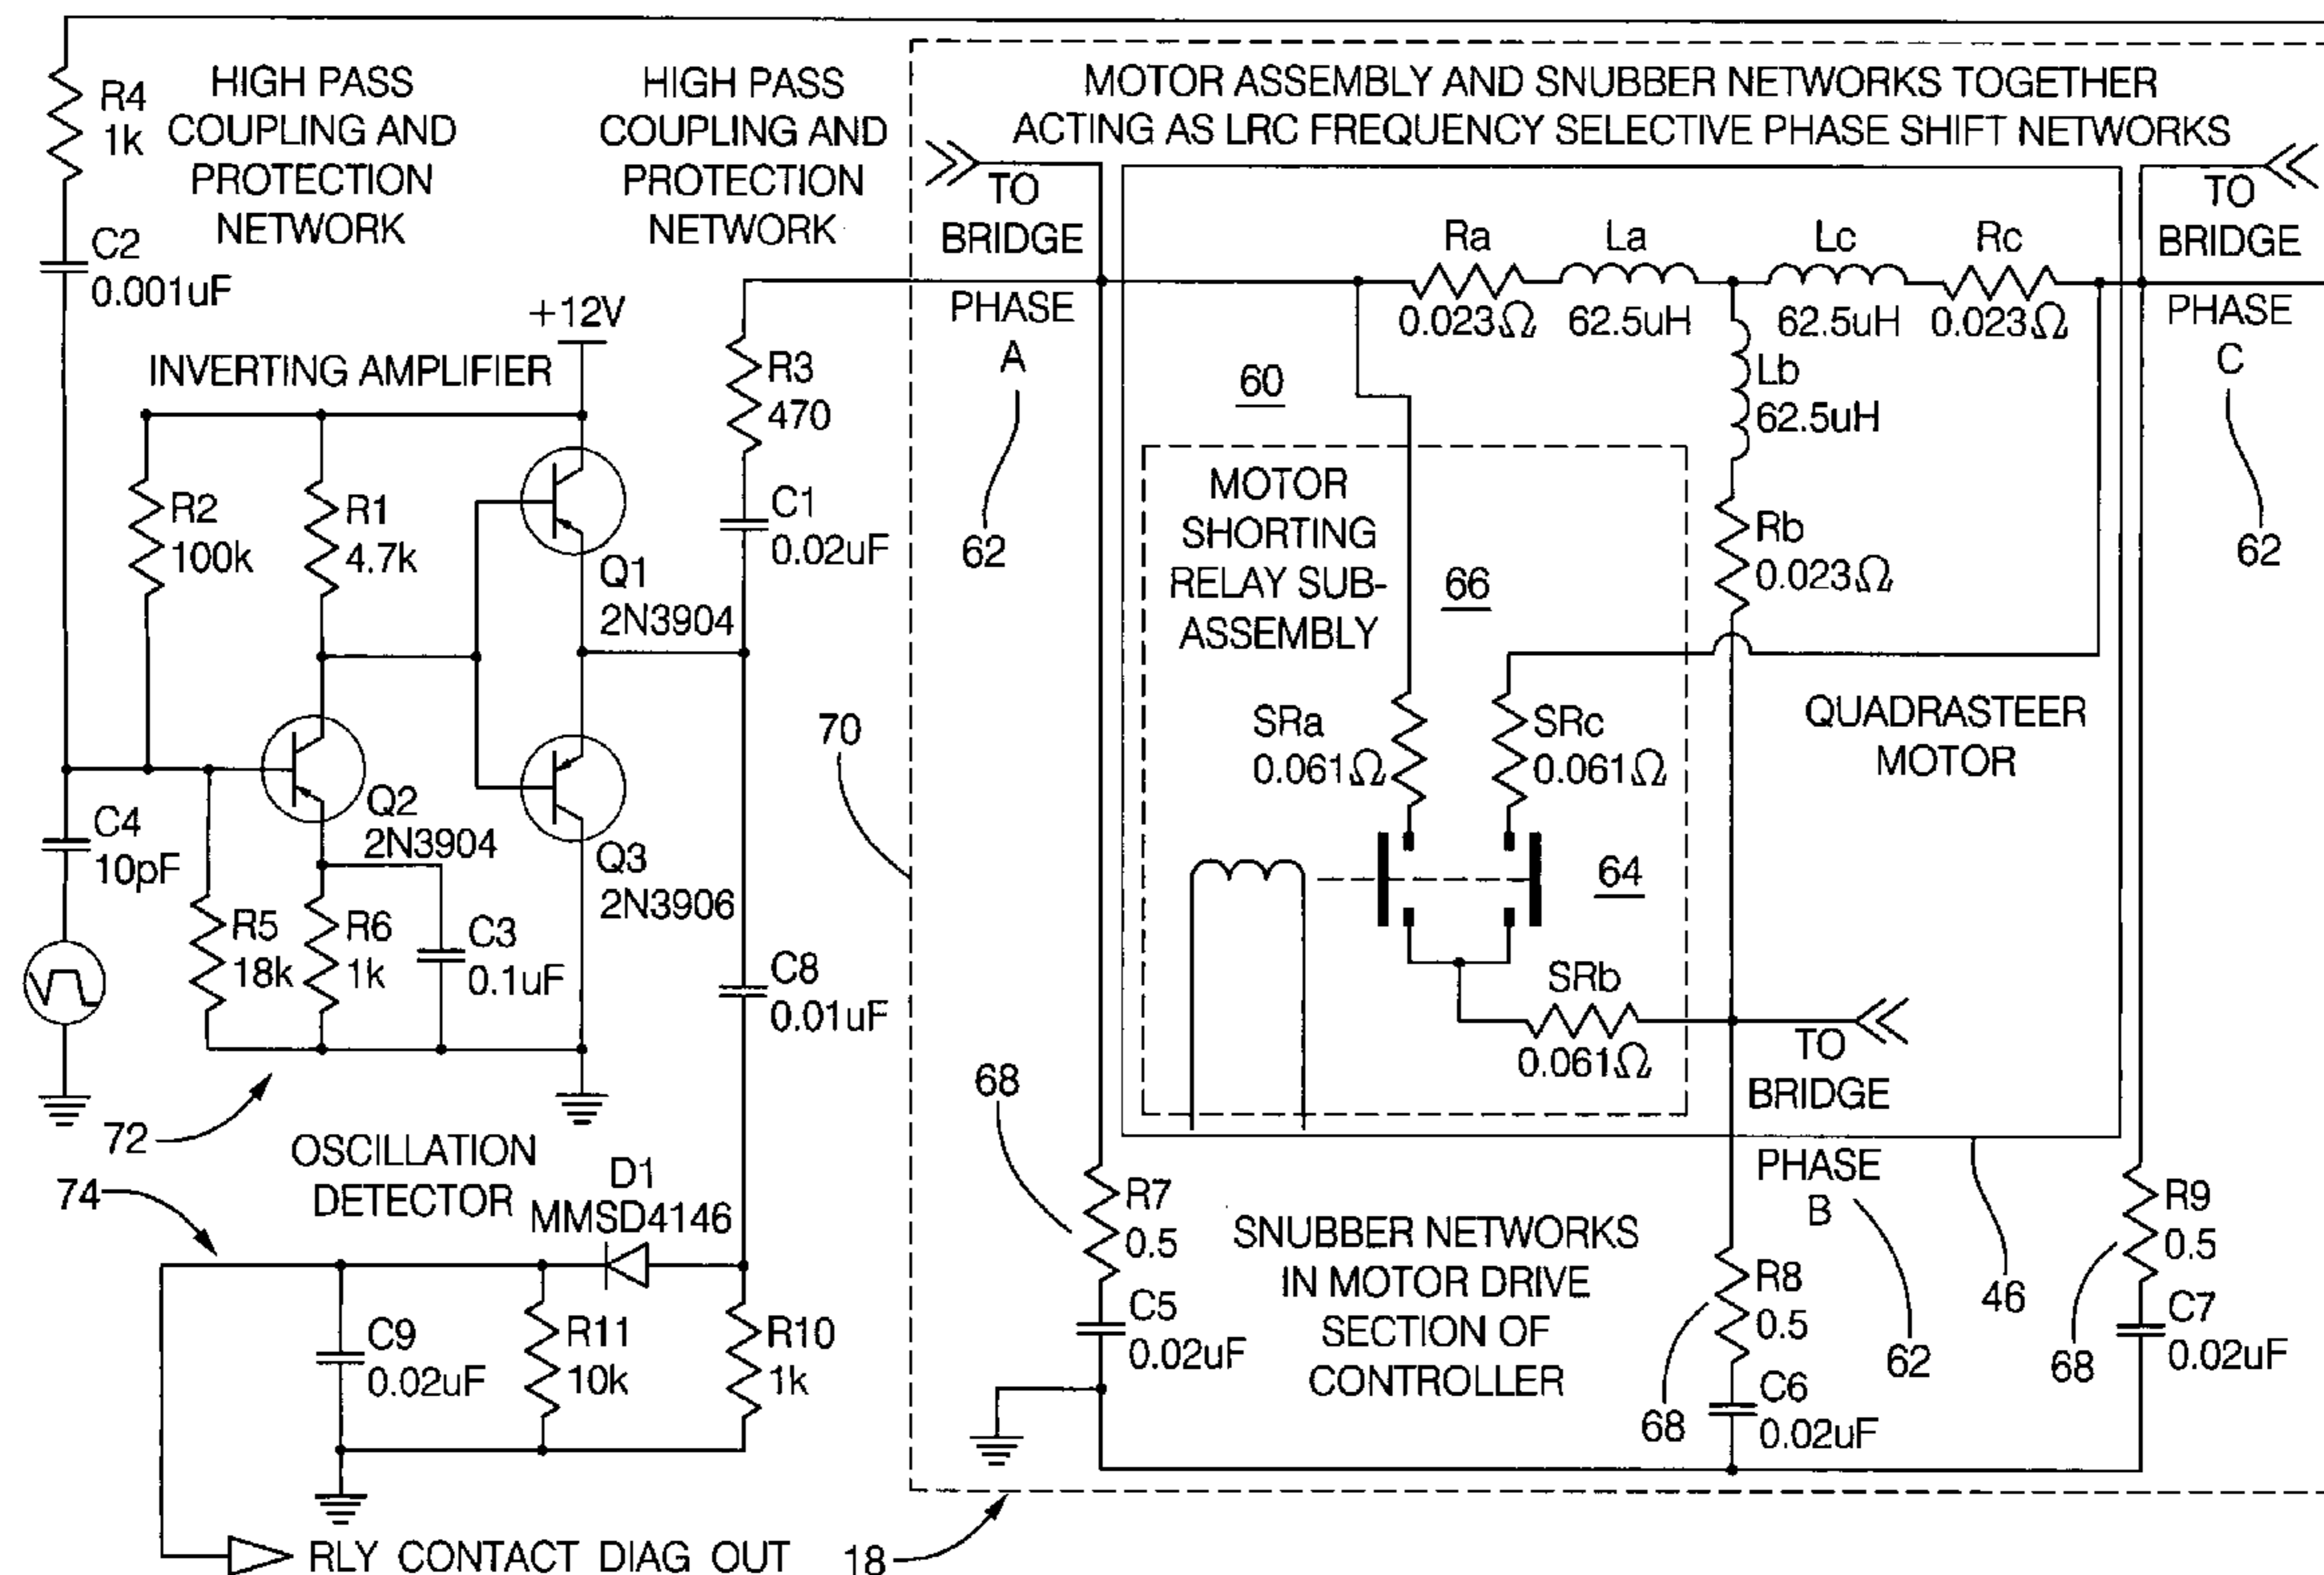 HIGH PASS
COUPLING AND
PROTECTION
NETWORK
HIGH PASS
COUPLING AND
PROTECTION
NETWORK
MOTOR ASSEMBLY AND SNUBBER NETWORKS TOGETHER
ACTING AS LRC FREQUENCY SELECTIVE PHASE SHIFT NETWORKS
R4
1k
C2
0.001uF
TO
BRIDGE
PHASE
A
62
Ra
0.023Ω
La
62.5uH
Lc
62.5uH
Rc
0.023Ω
TO
BRIDGE
PHASE
C
62
+12V
INVERTING AMPLIFIER
R2
100k
R1
4.7k
Q1
2N3904
R3
470
C1
0.02uF
60
Lb
62.5uH
Rb
0.023Ω
MOTOR
SHORTING
RELAY SUB-
ASSEMBLY
66
QUADRASTEER
MOTOR
SRa
0.061Ω
SRc
0.061Ω
64
SRb
0.061Ω
TO
BRIDGE
70
C4
10pF
Q2
2N3904
Q3
2N3906
R5
18k
R6
1k
C3
0.1uF
C8
0.01uF
72
68
OSCILLATION
DETECTOR
74
D1
MMSD4146
PHASE
B
62
46
R7
0.5
C5
0.02uF
SNUBBER NETWORKS
IN MOTOR DRIVE
SECTION OF
CONTROLLER
R8
0.5
68
C6
0.02uF
R9
0.5
68
C7
0.02uF
C9
0.02uF
R11
10k
R10
1k
RLY CONTACT DIAG OUT
18